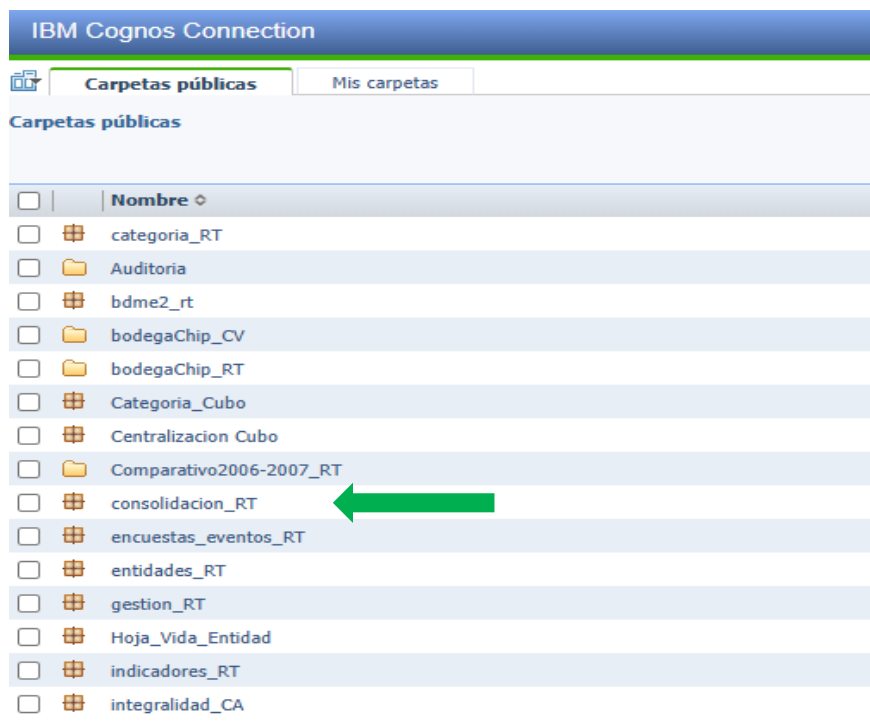 IBM Cognos Connection
Carpetas públicas Mis carpetas
Carpetas públicas
Nombre
categoria_RT
Auditoria
bdme2_rt
bodegaChip_CV
bodegaChip_RT
Categoria_Cubo
Centralizacion Cubo
Comparativo2006-2007_RT
consolidacion_RT
encuestas_eventos_RT
entidades_RT
gestion_RT
Hoja_Vida_Entidad
indicadores_RT
integralidad_CA